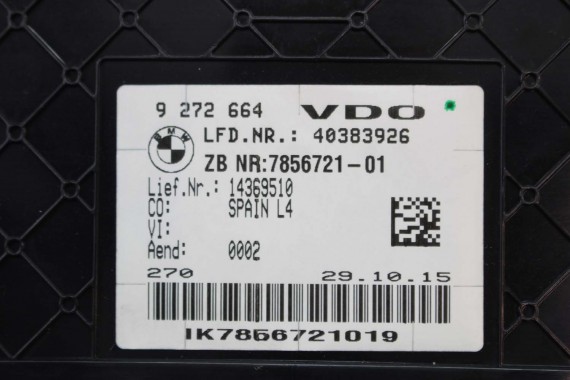 9 272 664 VDO
BMW LFD.NR.: 40383926
ZB NR:7856721-01
Lief.Nr.: 14369510
CO: SPAIN L4
VI:
Aend: 0002
270 29.10.15
IK7856721019